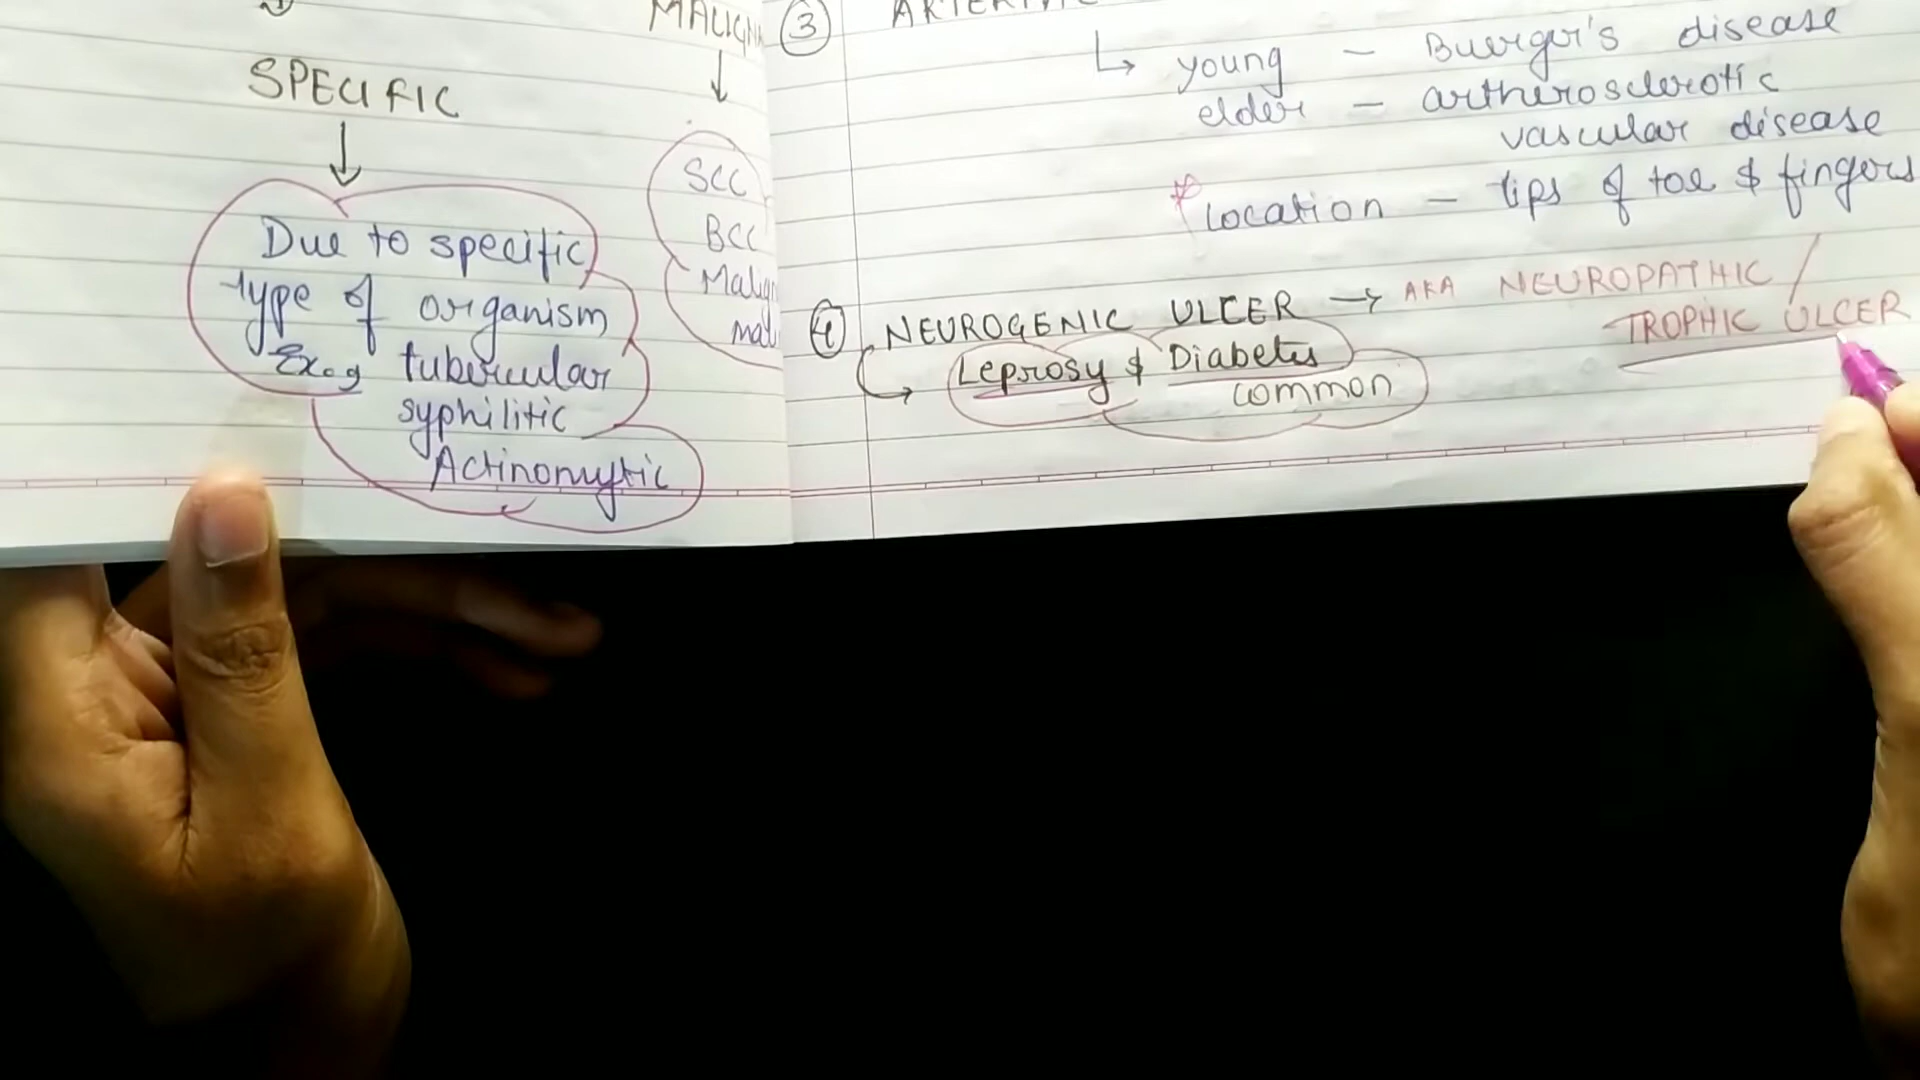 SPECIFIC
Due to specific
type of organism
Ex. g tubercular
syphilitic
Actinomytic
SCC
BCC
3
young - Buerger's disease
elder - artherosclerotic
vascular disease
* location - tips of toe & fingers
4 NEUROGENIC ULCER → AKA NEUROPATHIC /
TROPHIC ULCER
Leprosy & Diabetes
common